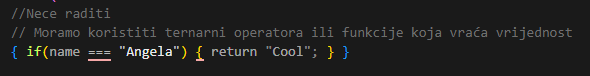 //Nece raditi
// Moramo koristiti ternarni operatora ili funkcije koja vraća vrijednost
{ if(name === "Angela") { return "Cool"; } }